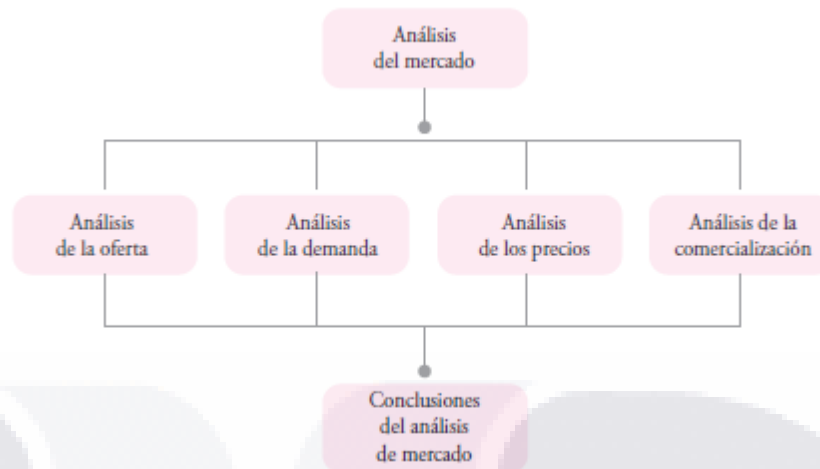 Análisis
del mercado
Análisis
de la oferta
Análisis
de la demanda
Análisis
de los precios
Análisis de la
comercialización
Conclusiones
del análisis
de mercado